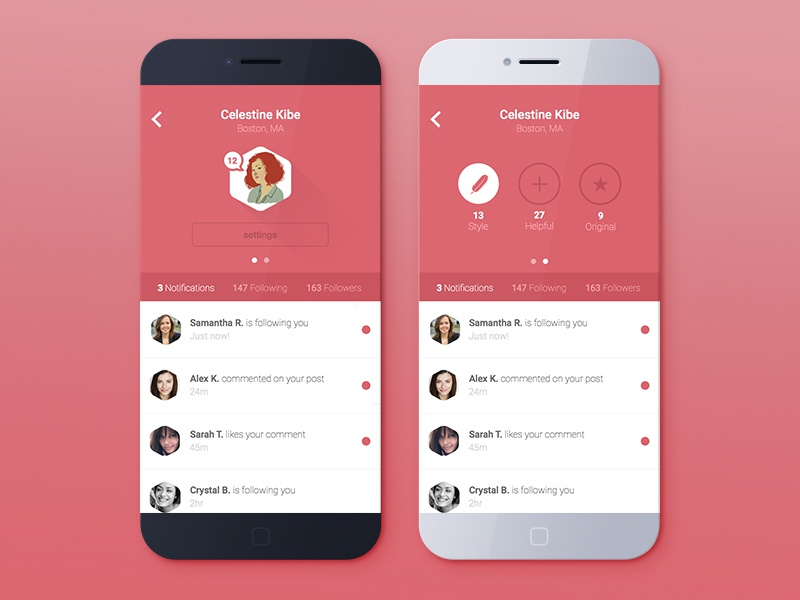 Celestine Kibe
Boston, MA
12
settings
3 Notifications 147 Following 163 Followers
Samantha R. is following you
Just now!
Alex K. commented on your post
24m
Sarah T. likes your comment
45m
Crystal B. is following you
2hr
Celestine Kibe
Boston, MA
13 27 9
Style Helpful Original
3 Notifications 147 Following 163 Followers
Samantha R. is following you
Just now!
Alex K. commented on your post
24m
Sarah T. likes your comment
45m
Crystal B. is following you
2hr